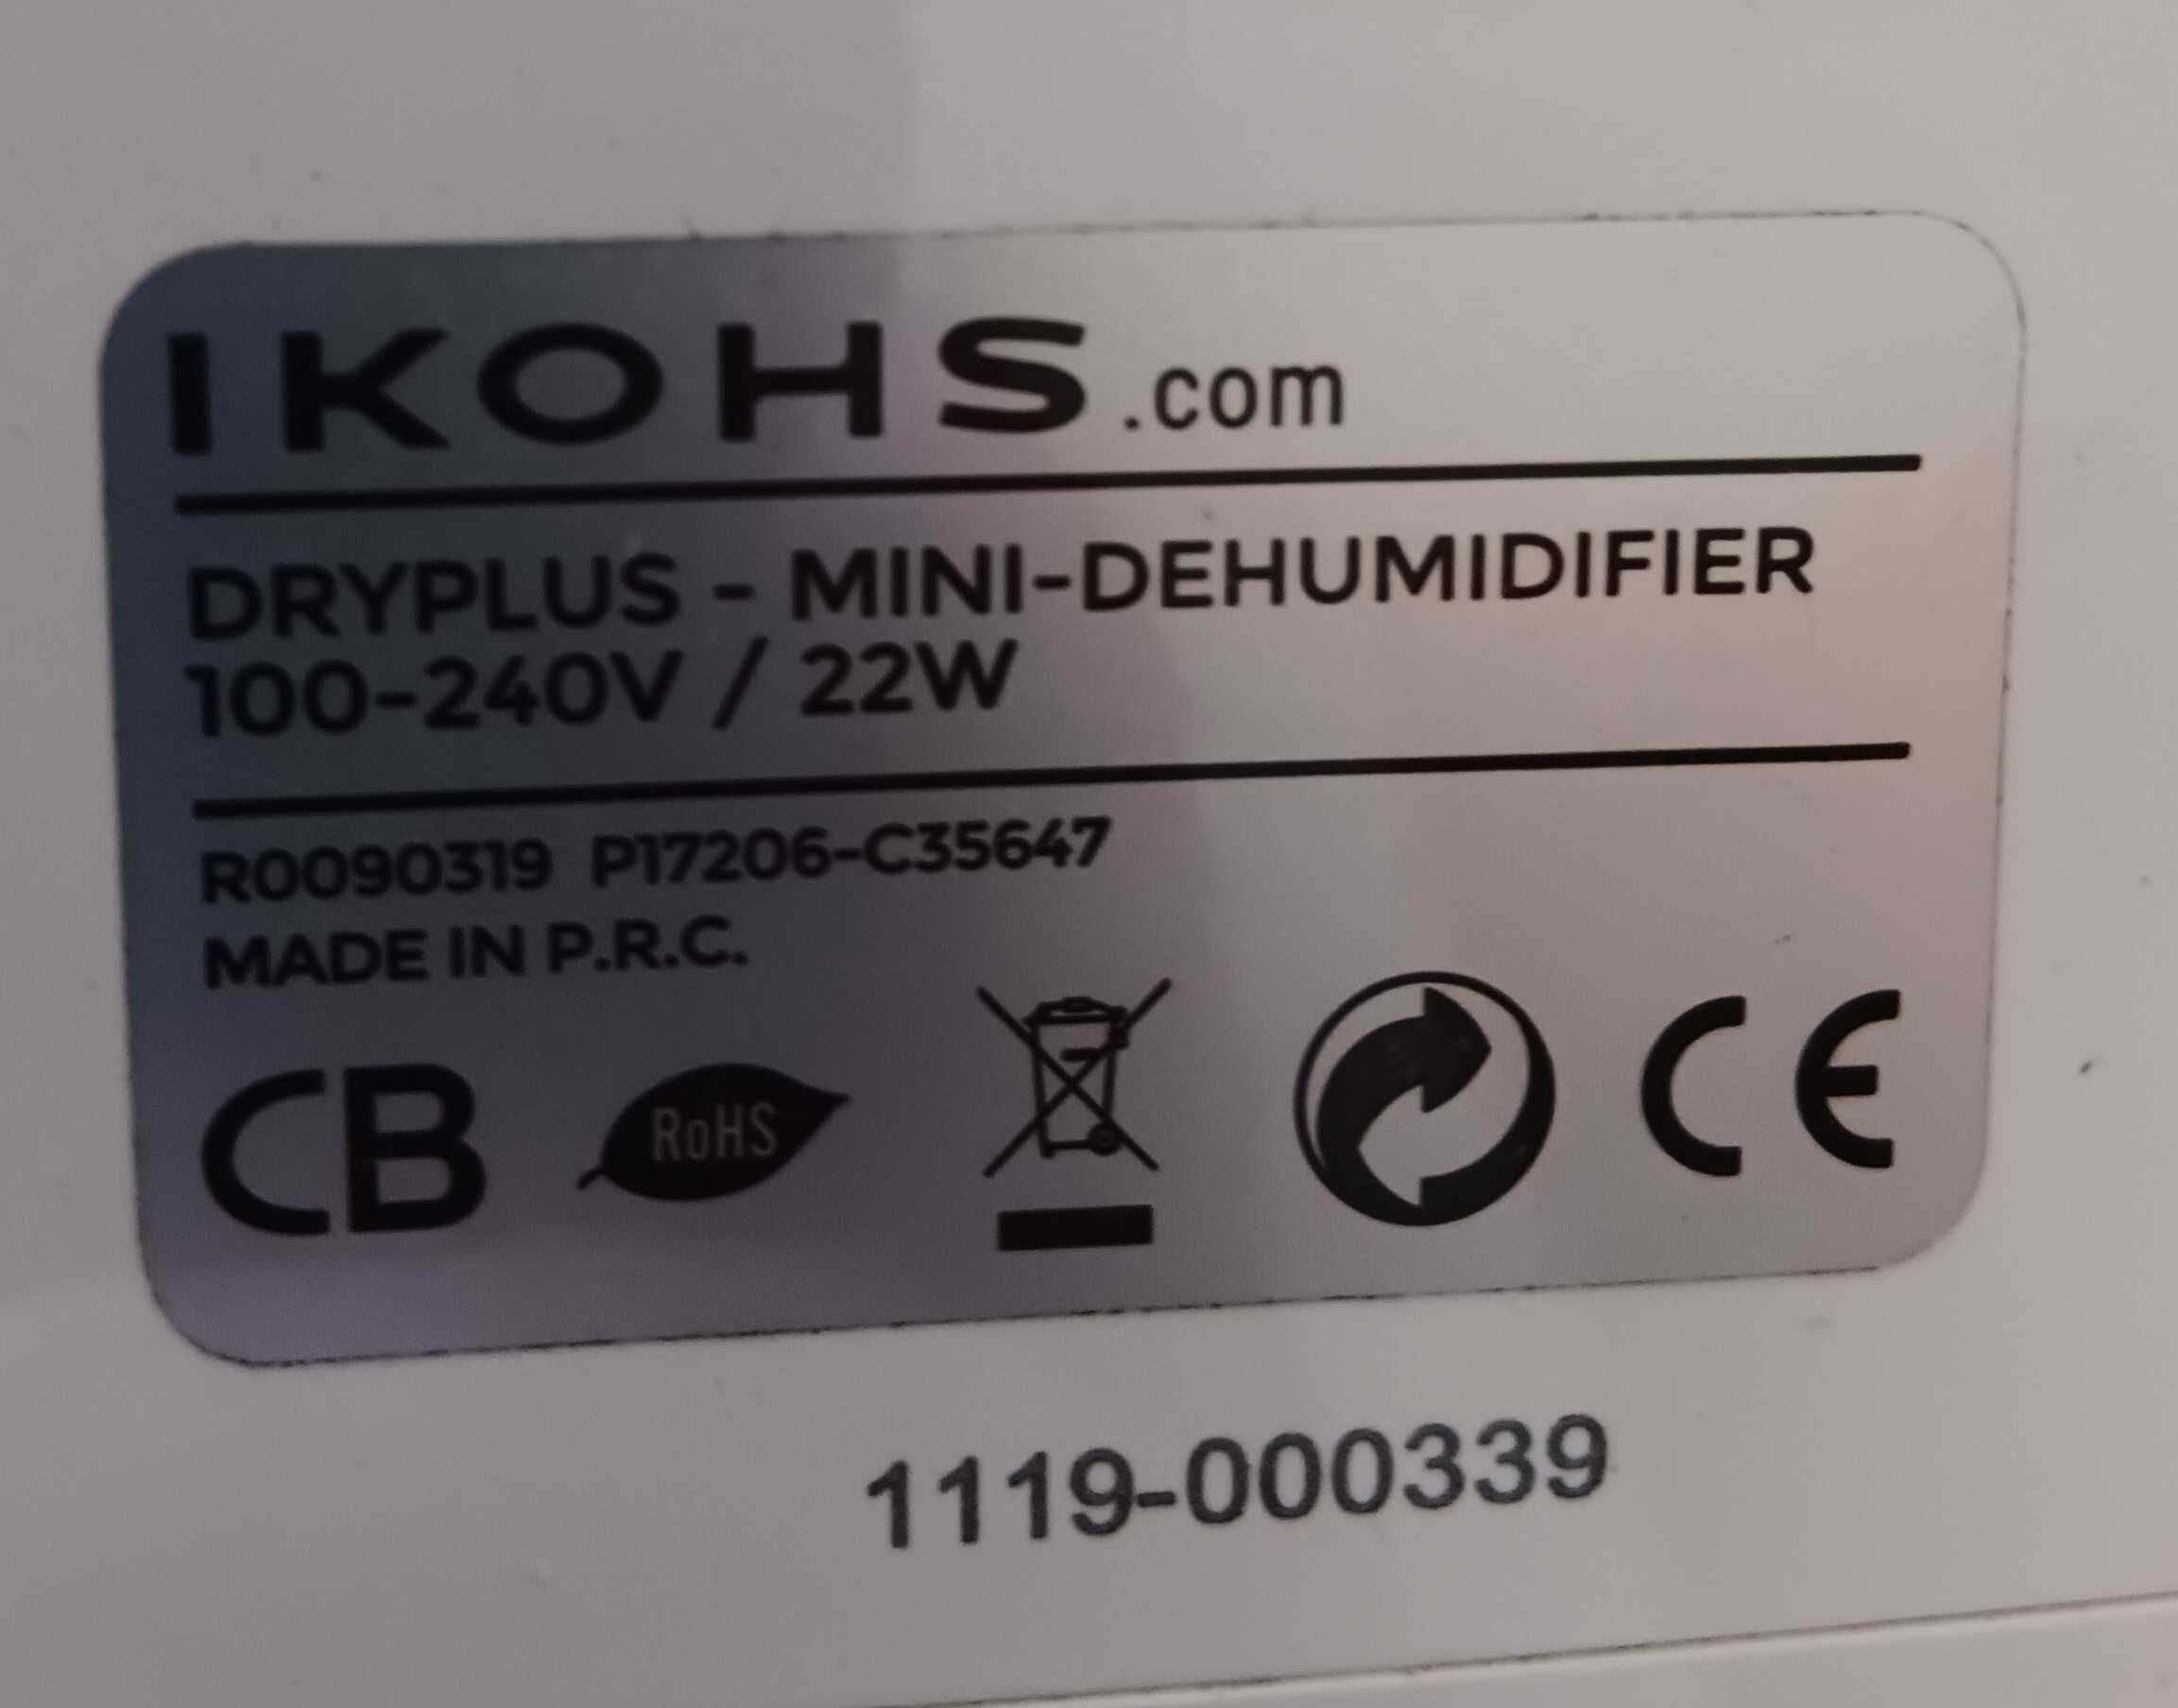 IKOHS.com
DRYPLUS - MINI-DEHUMIDIFIER
100-240V / 22W
R0090319 P17206-C35647
MADE IN P.R.C.
CB RoHS CE
1119-000339